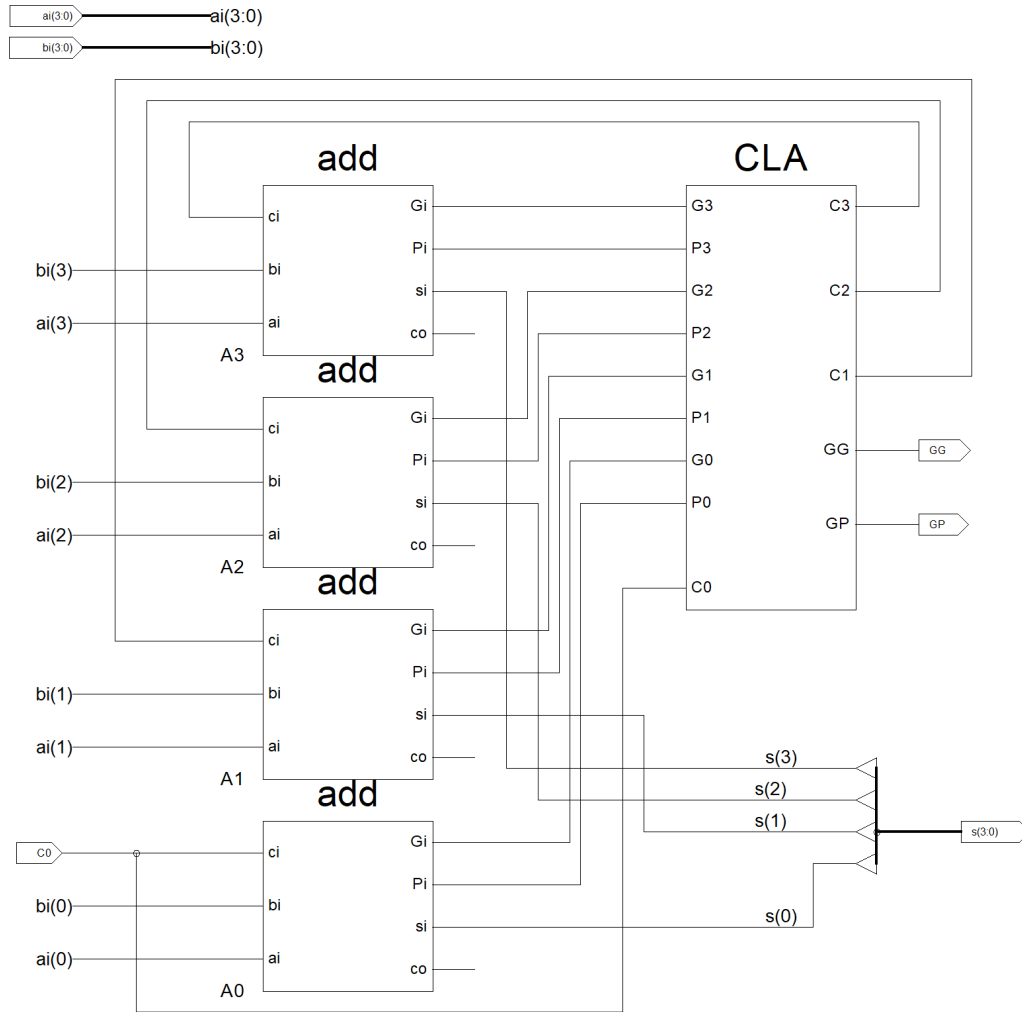 ai(3:0) ai(3:0)
bi(3:0) bi(3:0)
add CLA
ci Gi G3 C3
Pi P3
bi(3) bi
si G2 C2
ai(3) ai
co P2
A3
add
G1 C1
ci Gi P1
Pi G0 GG GG
bi(2) bi
si P0
GP GP
ai(2) ai
co
A2
add
C0
ci Gi
Pi
bi(1) bi
si
ai(1) ai
co s(3)
A1
add s(2)
s(1)
Gi s(3:0)
C0 ci
Pi
bi(0) bi
si s(0)
ai(0) ai
co
A0